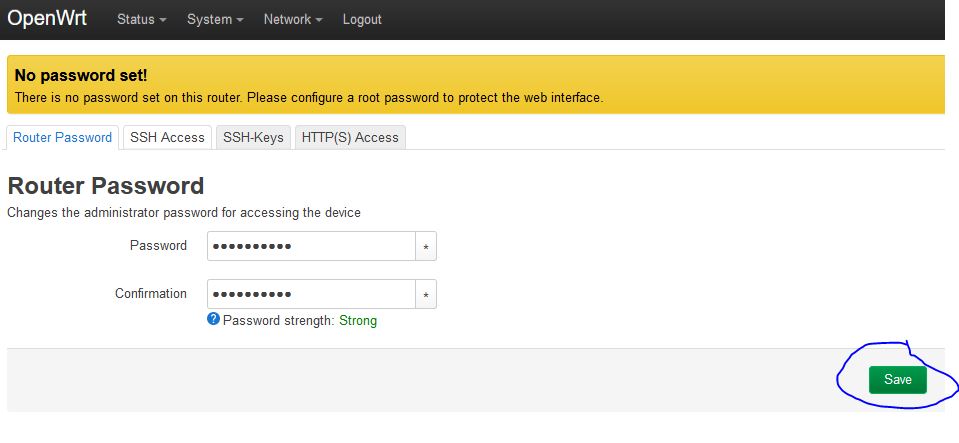 OpenWrt Status System Network Logout
No password set!
There is no password set on this router. Please configure a root password to protect the web interface.
Router Password SSH Access SSH-Keys HTTP(S) Access
Router Password
Changes the administrator password for accessing the device
Password •••••••••• *
Confirmation •••••••••• *
? Password strength: Strong
Save